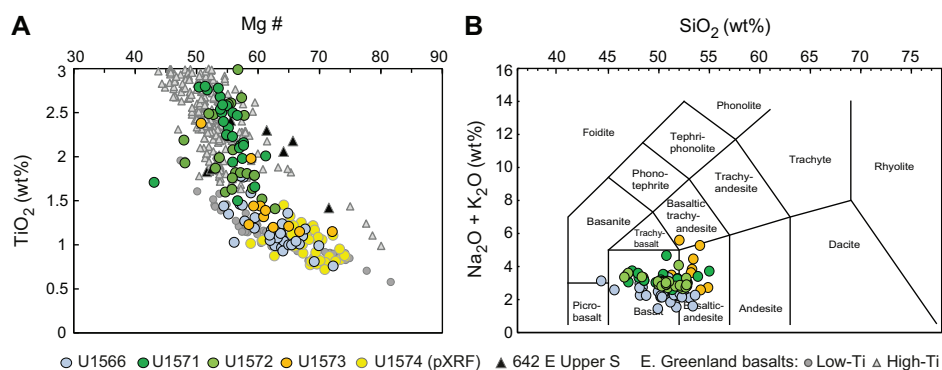 A
Mg #
30 40 50 60 70 80 90
3
2.5
2
1.5
1
0.5
0
TiO2 (wt%)
B
SiO2 (wt%)
40 45 50 55 60 65 70 75
16
14
12
10
8
6
4
2
0
Na2O + K2O (wt%)
Phonolite
Foidite
Tephri-
phonolite
Trachyte
Rhyolite
Phono-
tephrite
Trachy-
andesite
Basanite
Basaltic
trachy-
andesite
Trachy-
basalt
Dacite
Picro-
basalt
Basalt
Basaltic-
andesite
Andesite
U1566 U1571 U1572 U1573 U1574 (pXRF) 642 E Upper S E. Greenland basalts: Low-Ti High-Ti